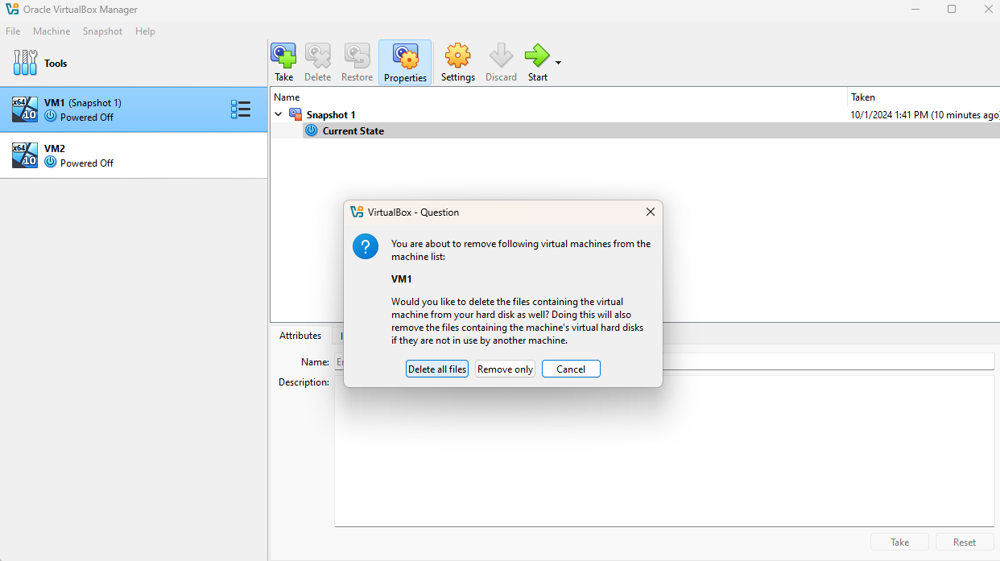 Oracle VirtualBox Manager
File Machine Snapshot Help
Tools
Take Delete Restore Properties Settings Discard Start
VM1 (Snapshot 1)
Powered Off
VM2
Powered Off
Name Taken
Snapshot 1 10/1/2024 1:41 PM (10 minutes ago)
Current State
VirtualBox - Question
You are about to remove following virtual machines from the
machine list:
VM1
Would you like to delete the files containing the virtual
machine from your hard disk as well? Doing this will also
remove the files containing the machine's virtual hard disks
if they are not in use by another machine.
Delete all files Remove only Cancel
Attributes
Name:
Description:
Take Reset